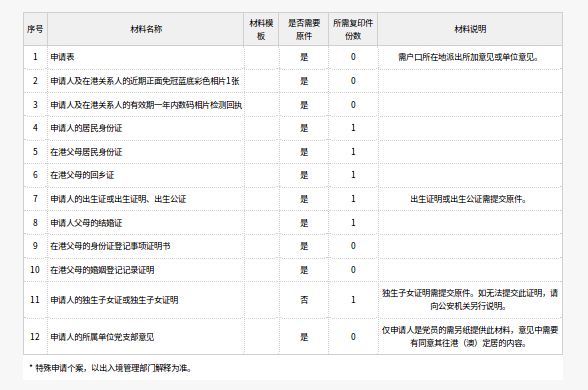 序号 材料名称 材料模板 是否需要原件 所需复印件份数 材料说明
1 申请表 是 0 需户口所在地派出所加意见或单位意见。
2 申请人及在港关系人的近期正面免冠蓝底彩色相片1张 是 0
3 申请人及在港关系人的有效期一年内数码相片检测回执 是 0
4 申请人的居民身份证 是 1
5 在港父母居民身份证 是 1
6 在港父母的回乡证 是 1
7 申请人的出生证或出生证明、出生公证 是 1 出生证明或出生公证需提交原件。
8 申请人父母的结婚证 是 1
9 在港父母的身份证登记事项证明书 是 0
10 在港父母的婚姻登记记录证明 是 0
11 申请人的独生子女证或独生子女证明 否 1 独生子女证明需提交原件。如无法提交此证明，请
向公安机关另行说明。
12 申请人的所属单位党支部意见 是 0 仅申请人是党员的需另纸提供此材料，意见中需要
有同意其往港（澳）定居的内容。
* 特殊申请个案，以出入境管理部门解释为准。